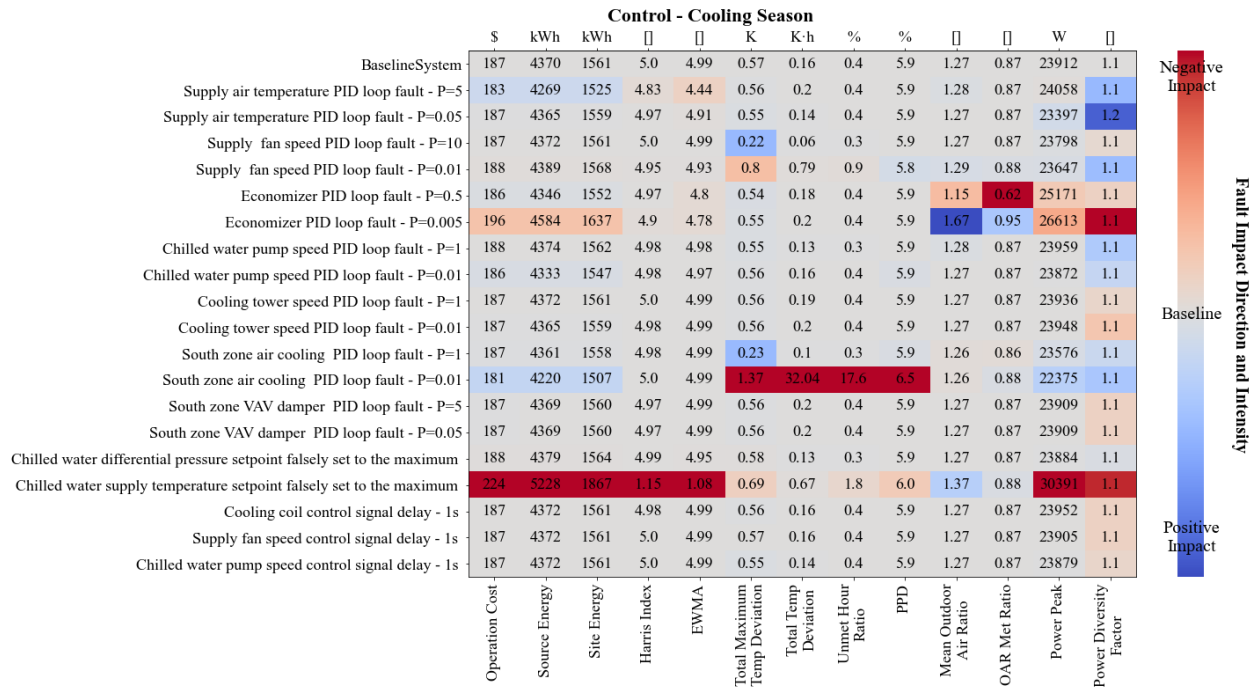 Control - Cooling Season
$ kWh kWh [] [] K K·h % % [] [] W []
BaselineSystem 187 4370 1561 5.0 4.99 0.57 0.16 0.4 5.9 1.27 0.87 23912 1.1
Supply air temperature PID loop fault - P=5 183 4269 1525 4.83 4.44 0.56 0.2 0.4 5.9 1.28 0.87 24058 1.1
Supply air temperature PID loop fault - P=0.05 187 4365 1559 4.97 4.91 0.55 0.14 0.4 5.9 1.27 0.87 23397 1.2
Supply fan speed PID loop fault - P=10 187 4372 1561 5.0 4.99 0.22 0.06 0.3 5.9 1.27 0.87 23798 1.1
Supply fan speed PID loop fault - P=0.01 188 4389 1568 4.95 4.93 0.8 0.79 0.9 5.8 1.29 0.88 23647 1.1
Economizer PID loop fault - P=0.5 186 4346 1552 4.97 4.8 0.54 0.18 0.4 5.9 1.15 0.62 25171 1.1
Economizer PID loop fault - P=0.005 196 4584 1637 4.9 4.78 0.55 0.2 0.4 5.9 1.67 0.95 26613 1.1
Chilled water pump speed PID loop fault - P=1 188 4374 1562 4.98 4.98 0.55 0.13 0.3 5.9 1.28 0.87 23959 1.1
Chilled water pump speed PID loop fault - P=0.01 186 4333 1547 4.98 4.97 0.56 0.16 0.4 5.9 1.27 0.87 23872 1.1
Cooling tower speed PID loop fault - P=1 187 4372 1561 5.0 4.99 0.56 0.19 0.4 5.9 1.27 0.87 23936 1.1
Cooling tower speed PID loop fault - P=0.01 187 4365 1559 4.98 4.99 0.56 0.2 0.4 5.9 1.27 0.87 23948 1.1
South zone air cooling PID loop fault - P=1 187 4361 1558 4.98 4.99 0.23 0.1 0.3 5.9 1.26 0.86 23576 1.1
South zone air cooling PID loop fault - P=0.01 181 4220 1507 5.0 4.99 1.37 32.04 17.6 6.5 1.26 0.88 22375 1.1
South zone VAV damper PID loop fault - P=5 187 4369 1560 4.97 4.99 0.56 0.2 0.4 5.9 1.27 0.87 23909 1.1
South zone VAV damper PID loop fault - P=0.05 187 4369 1560 4.97 4.99 0.56 0.2 0.4 5.9 1.27 0.87 23909 1.1
Chilled water differential pressure setpoint falsely set to the maximum 188 4379 1564 4.99 4.95 0.58 0.13 0.3 5.9 1.27 0.87 23884 1.1
Chilled water supply temperature setpoint falsely set to the maximum 224 5228 1867 1.15 1.08 0.69 0.67 1.8 6.0 1.37 0.88 30391 1.1
Cooling coil control signal delay - 1s 187 4372 1561 4.98 4.99 0.56 0.16 0.4 5.9 1.27 0.87 23952 1.1
Supply fan speed control signal delay - 1s 187 4372 1561 5.0 4.99 0.57 0.16 0.4 5.9 1.27 0.87 23905 1.1
Chilled water pump speed control signal delay - 1s 187 4372 1561 5.0 4.99 0.55 0.14 0.4 5.9 1.27 0.87 23879 1.1
Operation Cost
Source Energy
Site Energy
Harris Index
EWMA
Total Maximum
Temp Deviation
Total Temp
Deviation
Unmet Hour
Ratio
PPD
Mean Outdoor
Air Ratio
OAR Met Ratio
Power Peak
Power Diversity
Factor
Negative
Impact
Baseline
Positive
Impact
Fault Impact Direction and Intensity